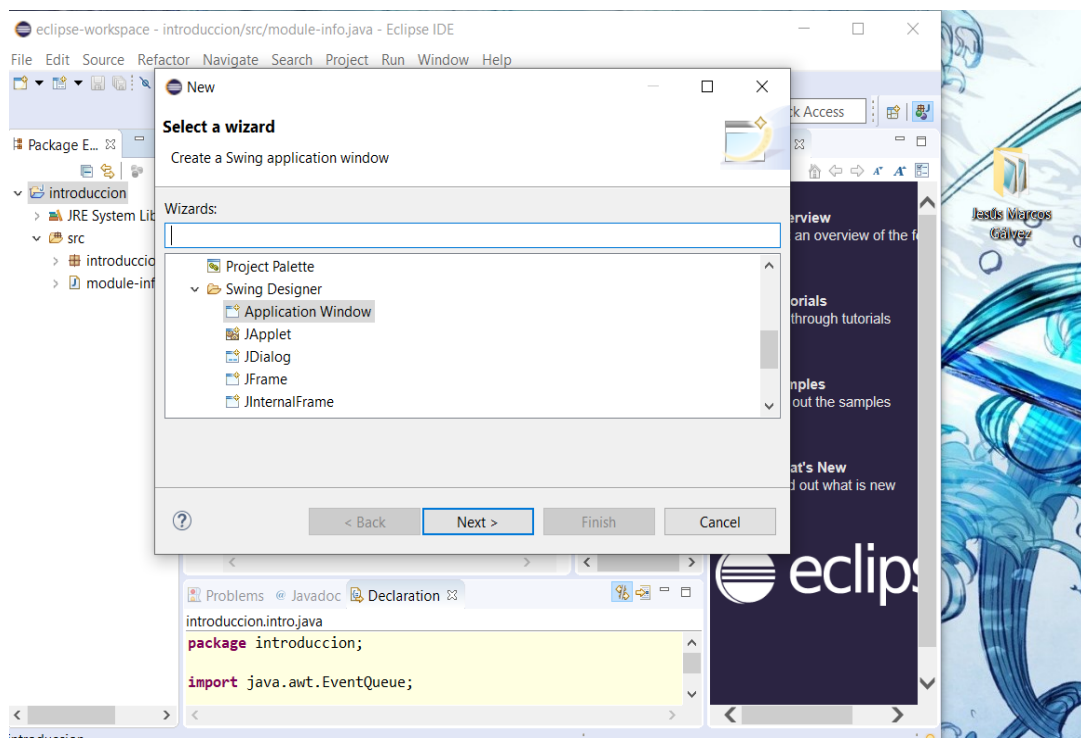 eclipse-workspace - introduccion/src/module-info.java - Eclipse IDE
File Edit Source Refactor Navigate Search Project Run Window Help
New
Select a wizard
Create a Swing application window
Wizards:
Project Palette
Swing Designer
Application Window
JApplet
JDialog
JFrame
JInternalFrame
< Back Next > Finish Cancel
Access
Package E...
introduccion
JRE System Lib
src
introduccio
module-inf
an overview of the fe
through tutorials
out the samples
at's New
d out what is new
eclips
Jesús Marcos
Gálvez
Problems @ Javadoc Declaration
introduccion.intro.java
package introduccion;
import java.awt.EventQueue;